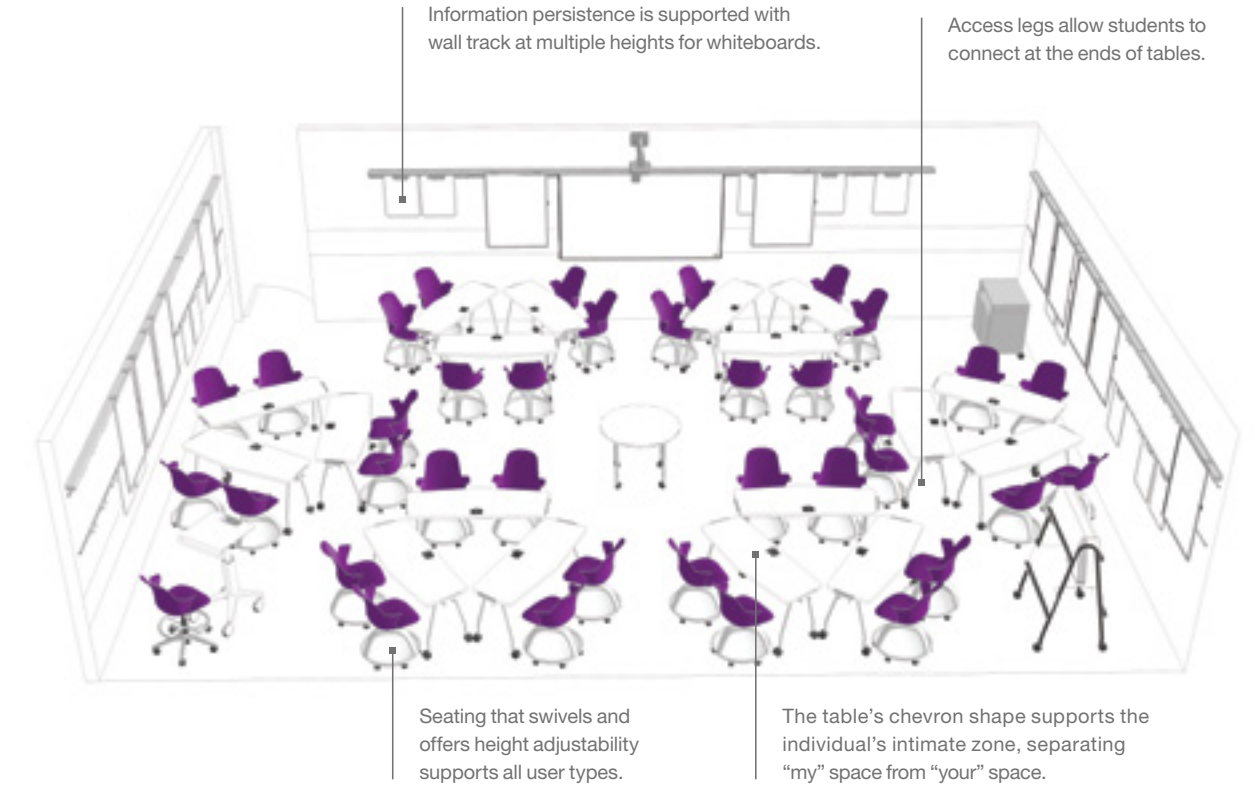 Information persistence is supported with
wall track at multiple heights for whiteboards.
Access legs allow students to
connect at the ends of tables.
Seating that swivels and
offers height adjustability
supports all user types.
The table’s chevron shape supports the
individual’s intimate zone, separating
“my” space from “your” space.